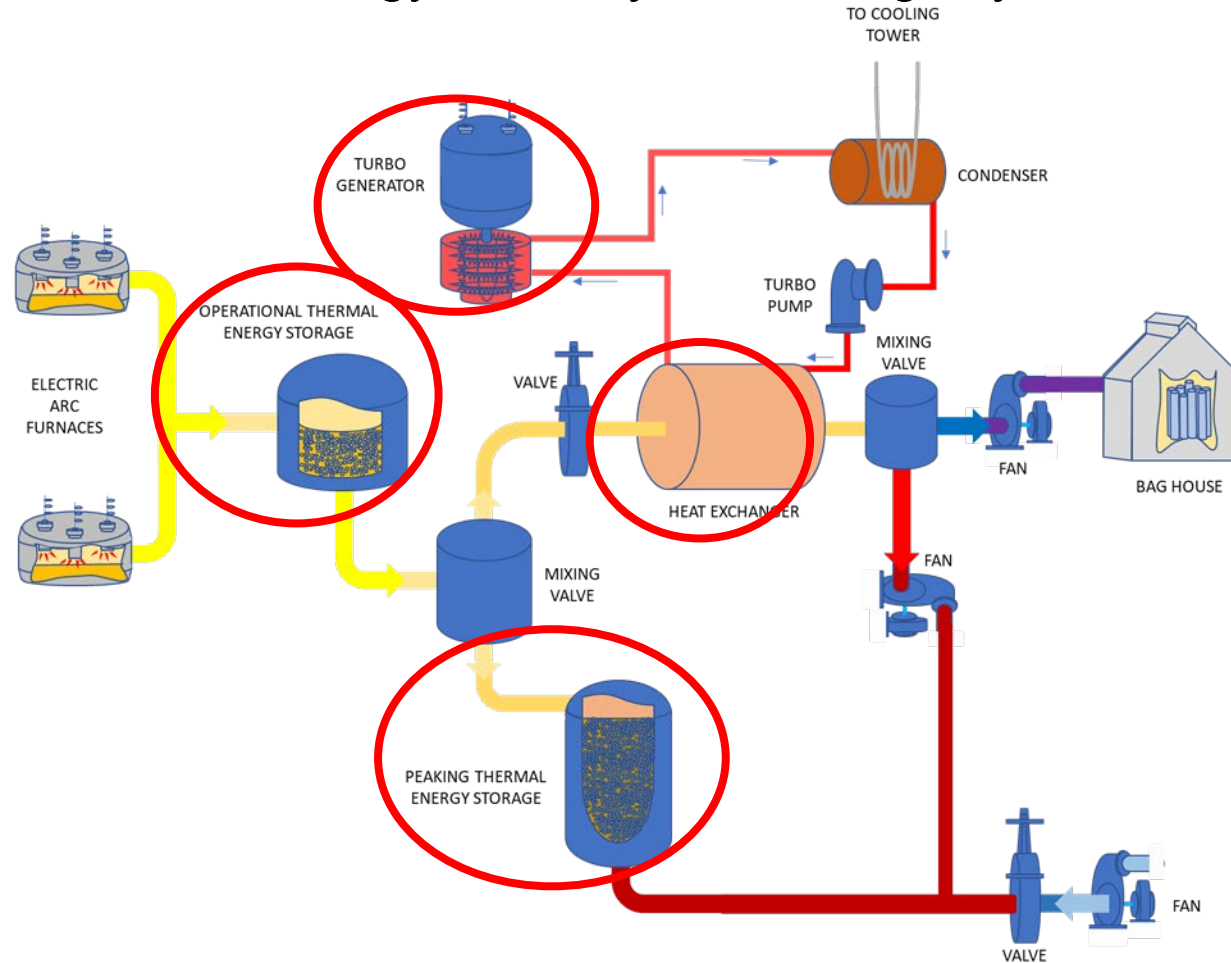 TO COOLING
TOWER
TURBO
GENERATOR
CONDENSER
OPERATIONAL THERMAL
ENERGY STORAGE
TURBO
PUMP
MIXING
VALVE
VALVE
ELECTRIC
ARC
FURNACES
FAN
BAG HOUSE
HEAT EXCHANGER
FAN
MIXING
VALVE
PEAKING THERMAL
ENERGY STORAGE
FAN
VALVE